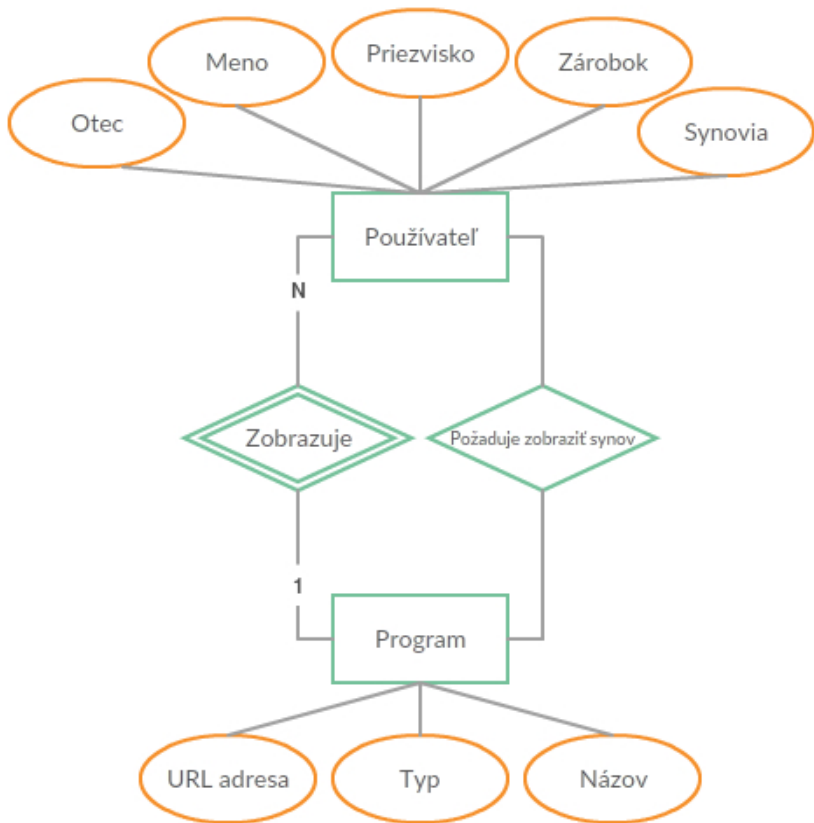 Otec
Meno
Priezvisko
Zárobok
Synovia
Používateľ
N
Zobrazuje
Požaduje zobraziť synov
1
Program
URL adresa
Typ
Názov